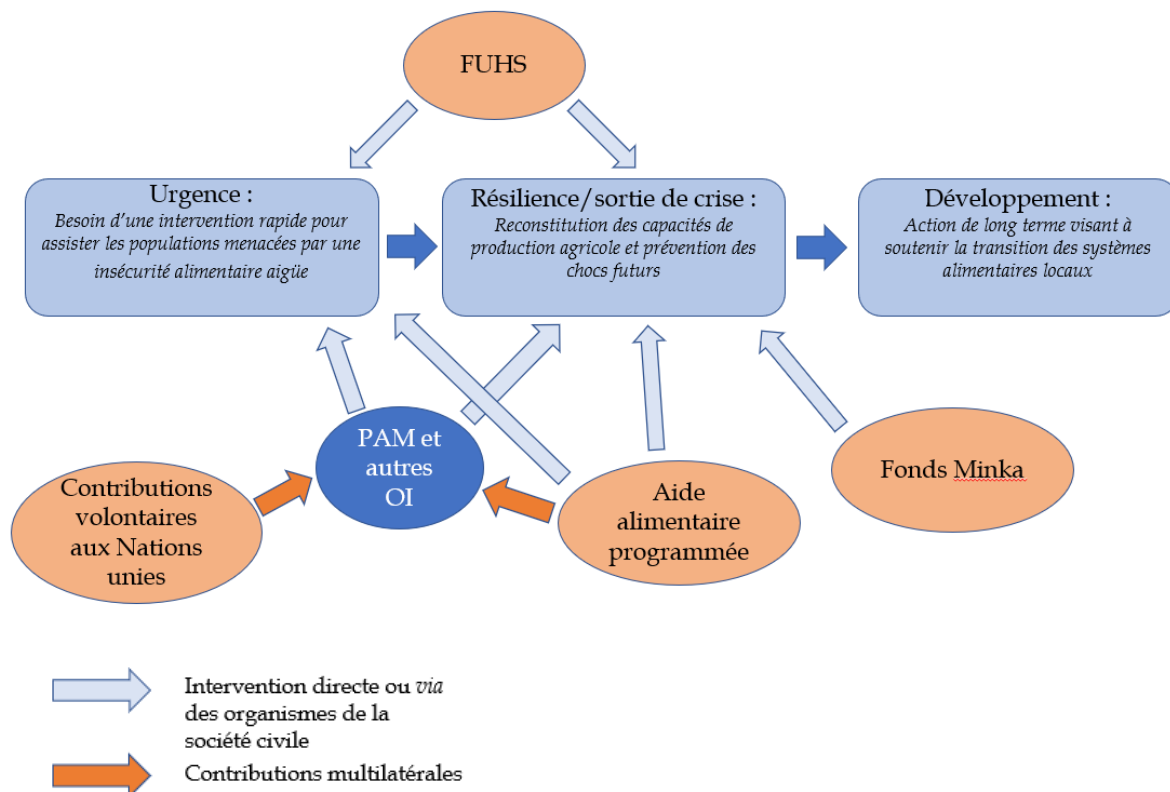 FUHS
Urgence :
Besoin d’une intervention rapide pour
assister les populations menacées par une
insécurité alimentaire aigüe
Résilience/sortie de crise :
Reconstitution des capacités de
production agricole et prévention des
chocs futurs
Développement :
Action de long terme visant à
soutenir la transition des systèmes
alimentaires locaux
Contributions
volontaires
aux Nations
unies
PAM et
autres
OI
Aide
alimentaire
programmée
Fonds Minka
Intervention directe ou via
des organismes de la
société civile
Contributions multilatérales